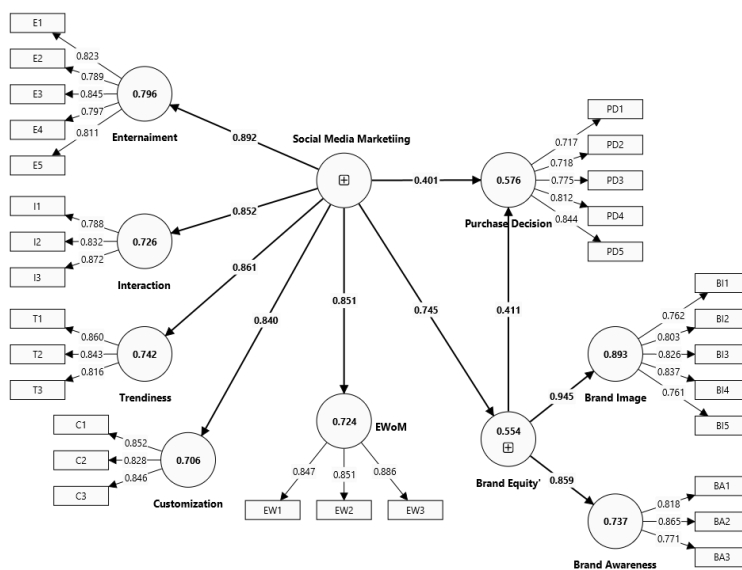 E1
0.823
E2
0.789
E3
0.845
0.796
0.797
E4
0.811
Enternaiment
E5
0.892
Social Media Marketiing
PD1
0.717
PD2
0.718
0.401
0.576
0.775
PD3
0.812
PD4
0.844
Purchase Decision
PD5
I1
0.788
0.852
I2
0.832
0.726
I3
0.872
Interaction
0.861
0.851
0.745
0.411
0.840
T1
0.860
T2
0.843
0.742
T3
0.816
Trendiness
BI1
0.762
BI2
0.803
0.893
0.826
BI3
0.837
BI4
0.761
Brand Image
BI5
0.945
C1
0.852
C2
0.828
0.706
C3
0.846
Customization
0.724
EWoM
0.847
0.851
0.886
EW1
EW2
EW3
0.554
Brand Equity'
0.859
BA1
0.818
0.737
0.865
BA2
0.771
BA3
Brand Awareness